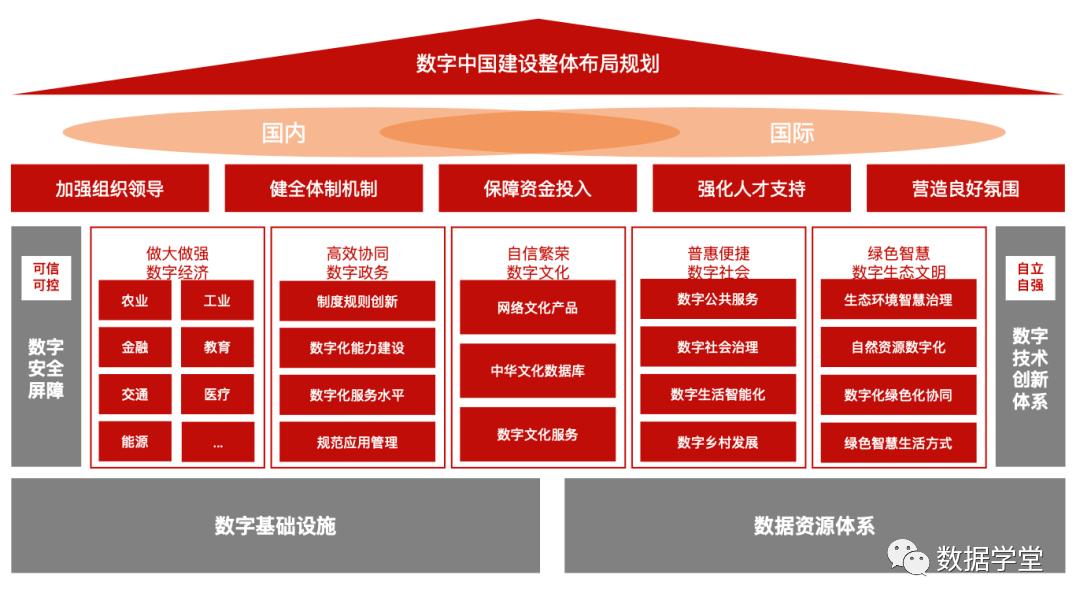 数字中国建设整体布局规划
国内
国际
加强组织领导
健全体制机制
保障资金投入
强化人才支持
营造良好氛围
可信
可控
数字
安全
屏障
做大做强
数字经济
农业
工业
金融
教育
交通
医疗
能源
...
高效协同
数字政务
制度规则创新
数字化能力建设
数字化服务水平
规范应用管理
自信繁荣
数字文化
网络文化产品
中华文化数据库
数字文化服务
普惠便捷
数字社会
数字公共服务
数字社会治理
数字生活智能化
数字乡村发展
绿色智慧
数字生态文明
生态环境智慧治理
自然资源数字化
数字化绿色化协同
绿色智慧生活方式
自立
自强
数字
技术
创新
体系
数字基础设施
数据资源体系
数据学堂